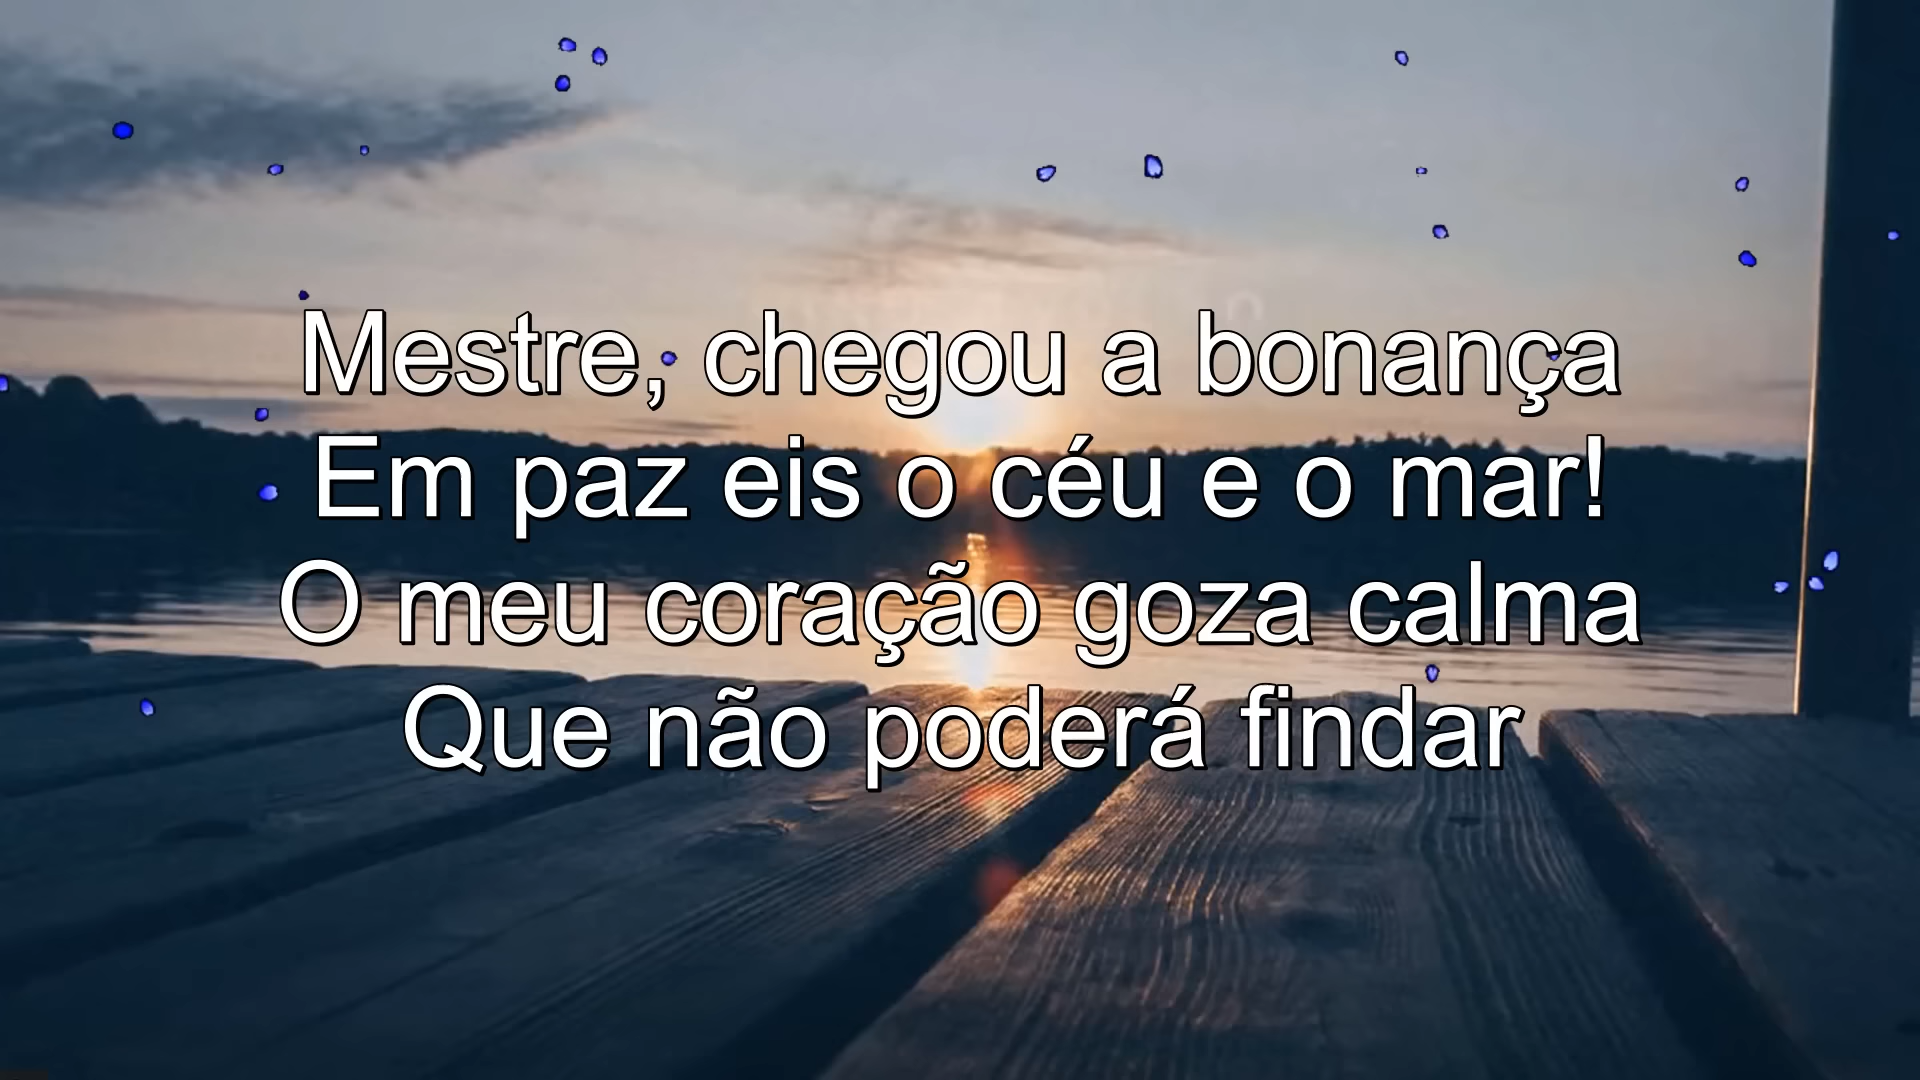 Mestre, chegou a bonança
Em paz eis o céu e o mar!
O meu coração goza calma
Que não poderá findar